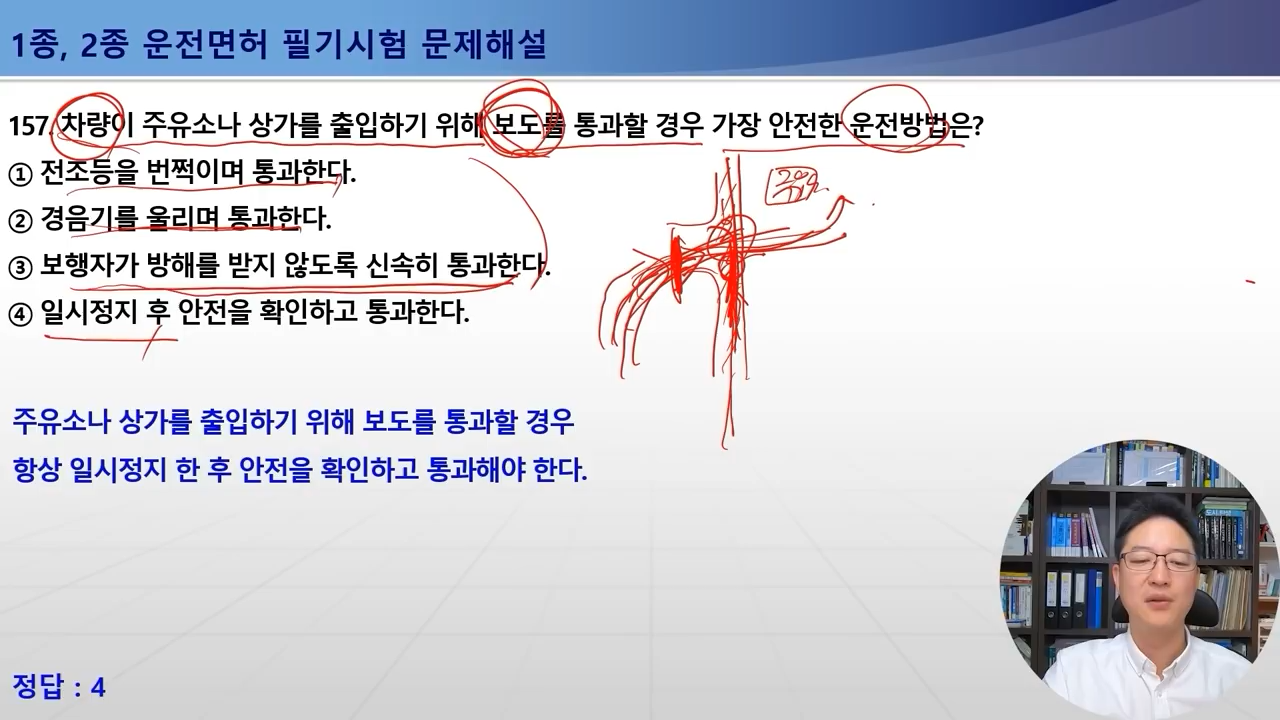 1종, 2종 운전면허 필기시험 문제해설
157. 차량이 주유소나 상가를 출입하기 위해 보도를 통과할 경우 가장 안전한 운전방법은?
① 전조등을 번쩍이며 통과한다.
② 경음기를 울리며 통과한다.
③ 보행자가 방해를 받지 않도록 신속히 통과한다.
④ 일시정지 후 안전을 확인하고 통과한다.
주유소나 상가를 출입하기 위해 보도를 통과할 경우
항상 일시정지 한 후 안전을 확인하고 통과해야 한다.
정답 : 4